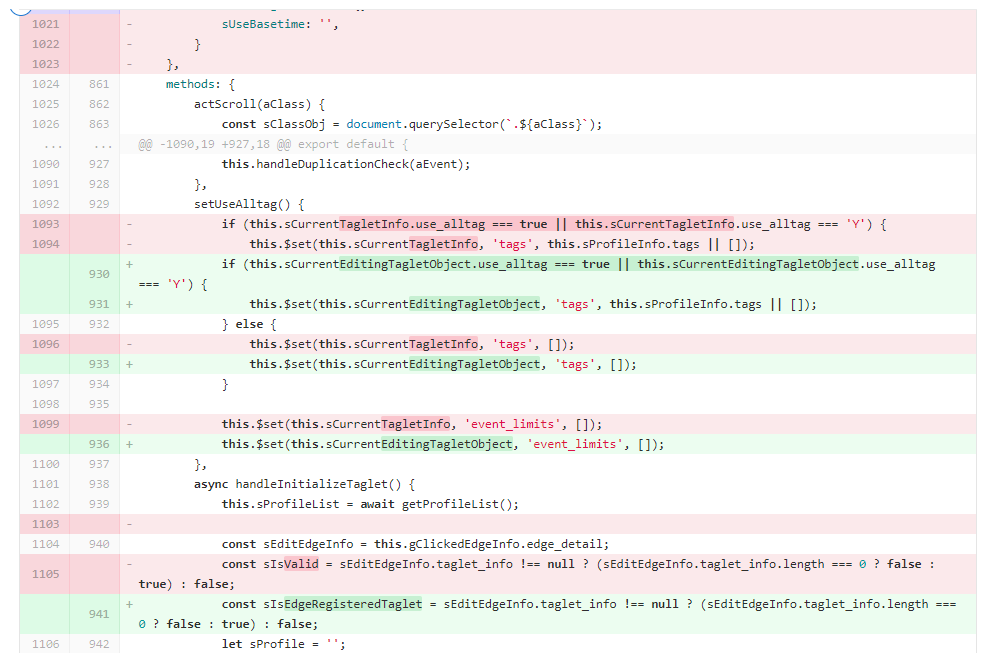 1021 - sUseBasetime: '',
1022 - }
1023 - },
1024 861 methods: {
1025 862 actScroll(aClass) {
1026 863 const sClassObj = document.querySelector(`.${aClass}`);
... ... @@ -1090,19 +927,18 @@ export default {
1090 927 this.handleDuplicationCheck(aEvent);
1091 928 },
1092 929 setUseAlltag() {
1093 - if (this.sCurrentTagletInfo.use_alltag === true || this.sCurrentTagletInfo.use_alltag === 'Y') {
1094 - this.$set(this.sCurrentTagletInfo, 'tags', this.sProfileInfo.tags || []);
930 + if (this.sCurrentEditingTagletObject.use_alltag === true || this.sCurrentEditingTagletObject.use_alltag
=== 'Y') {
931 + this.$set(this.sCurrentEditingTagletObject, 'tags', this.sProfileInfo.tags || []);
1095 932 } else {
1096 - this.$set(this.sCurrentTagletInfo, 'tags', []);
933 + this.$set(this.sCurrentEditingTagletObject, 'tags', []);
1097 934 }
1098 935
1099 - this.$set(this.sCurrentTagletInfo, 'event_limits', []);
936 + this.$set(this.sCurrentEditingTagletObject, 'event_limits', []);
1100 937 },
1101 938 async handleInitializeTaglet() {
1102 939 this.sProfileList = await getProfileList();
1103 -
1104 940 const sEditEdgeInfo = this.gClickedEdgeInfo.edge_detail;
1105 - const sIsValid = sEditEdgeInfo.taglet_info !== null ? (sEditEdgeInfo.taglet_info.length === 0 ? false :
true) : false;
941 + const sIsEdgeRegisteredTaglet = sEditEdgeInfo.taglet_info !== null ? (sEditEdgeInfo.taglet_info.length ===
0 ? false : true) : false;
1106 942 let sProfile = '';